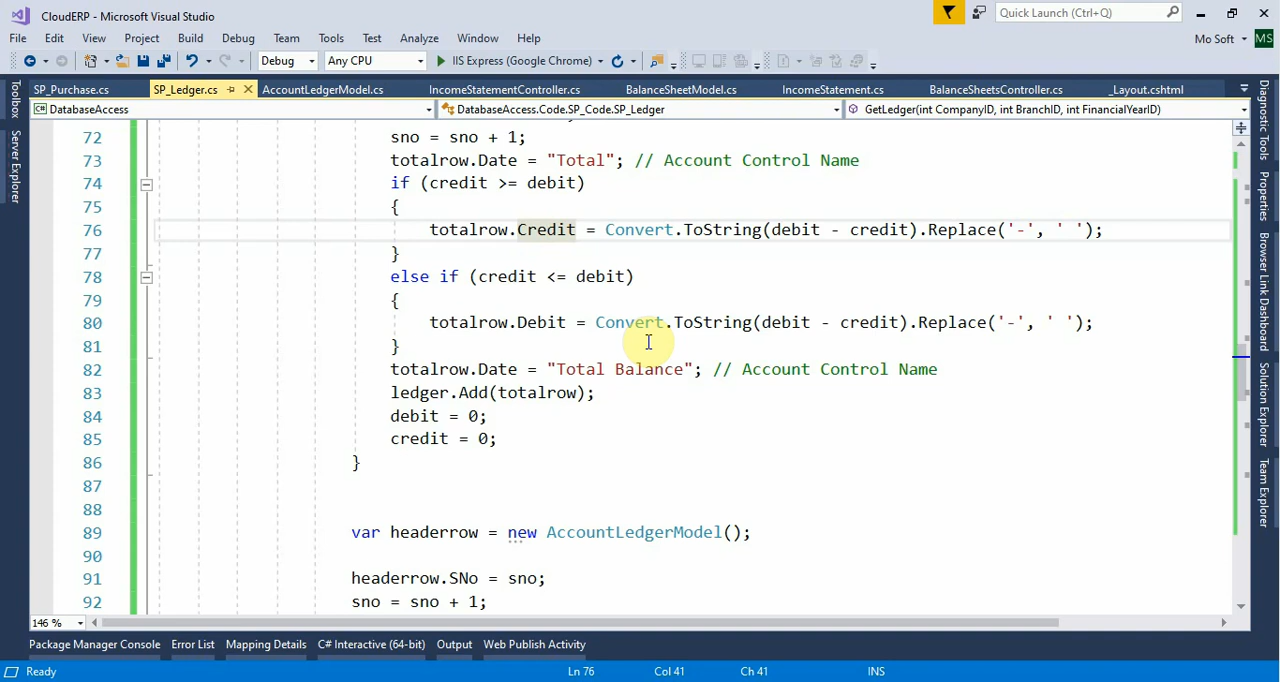 CloudERP - Microsoft Visual Studio
Quick Launch (Ctrl+Q)
File Edit View Project Build Debug Team Tools Test Analyze Window Help
Mo Soft MS
Debug Any CPU IIS Express (Google Chrome)
SP_Purchase.cs SP_Ledger.cs AccountLedgerModel.cs IncomeStatementController.cs BalanceSheetModel.cs IncomeStatement.cs BalanceSheetsController.cs _Layout.cshtml
DatabaseAccess DatabaseAccess.Code.SP_Code.SP_Ledger GetLedger(int CompanyID, int BranchID, int FinancialYearID)
Toolbox
Server Explorer
72 sno = sno + 1;
73 totalrow.Date = "Total"; // Account Control Name
74 if (credit >= debit)
75 {
76 totalrow.Credit = Convert.ToString(debit - credit).Replace('-', ' ');
77 }
78 else if (credit <= debit)
79 {
80 totalrow.Debit = Convert.ToString(debit - credit).Replace('-', ' ');
81 }
82 totalrow.Date = "Total Balance"; // Account Control Name
83 ledger.Add(totalrow);
84 debit = 0;
85 credit = 0;
86 }
87
88
89 var headerrow = new AccountLedgerModel();
90
91 headerrow.SNo = sno;
92 sno = sno + 1;
Diagnostic Tools
Properties
Browser Link Dashboard
Solution Explorer
Team Explorer
146 %
Package Manager Console Error List Mapping Details C# Interactive (64-bit) Output Web Publish Activity
Ready Ln 76 Col 41 Ch 41 INS